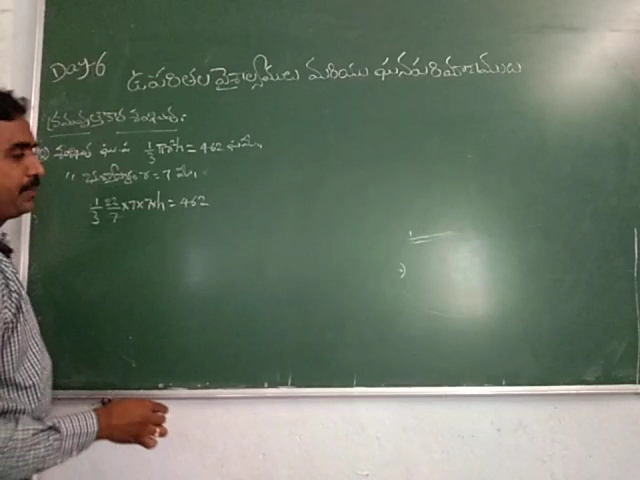 Day-6
ఉపరితల వైశాల్యములు మరియు ఘనపరిమాణములు
క్రమవృత్తాకార శంఖువు.
శంఖువు ఘ.ప 1/3 πr²h = 462 ఘ.మీ.
" భూవ్యాసార్థం r = 7 మీ.
1/3 22/7 × 7 × 7 × h = 462